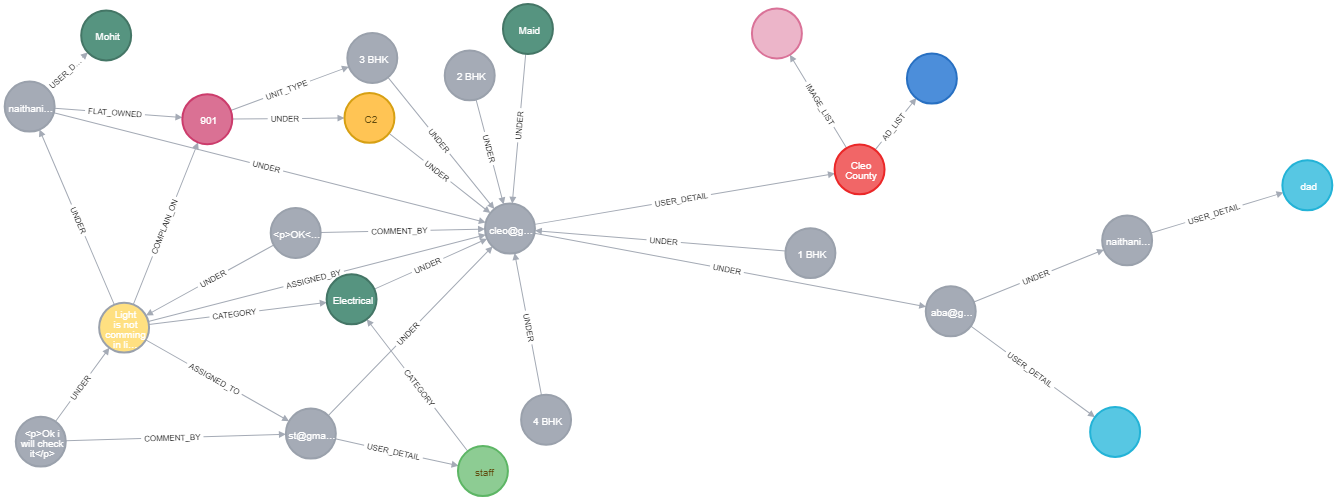 Mohit
Maid
USER_D...
3 BHK
2 BHK
naithani...
FLAT_OWNED
901
UNIT_TYPE
UNDER
C2
UNDER
UNDER
UNDER
UNDER
IMAGE_LIST
AD_LIST
Cleo
County
UNDER
USER_DETAIL
dad
UNDER
COMPLAIN_ON
<p>OK<...
COMMENT_BY
cleo@g...
UNDER
1 BHK
naithani...
USER_DETAIL
UNDER
ASSIGNED_BY
UNDER
UNDER
UNDER
Light
is not
comming
in li...
CATEGORY
Electrical
UNDER
UNDER
aba@g...
ASSIGNED_TO
UNDER
CATEGORY
USER_DETAIL
<p>Ok i
will check
it</p>
COMMENT_BY
st@gma...
USER_DETAIL
4 BHK
staff